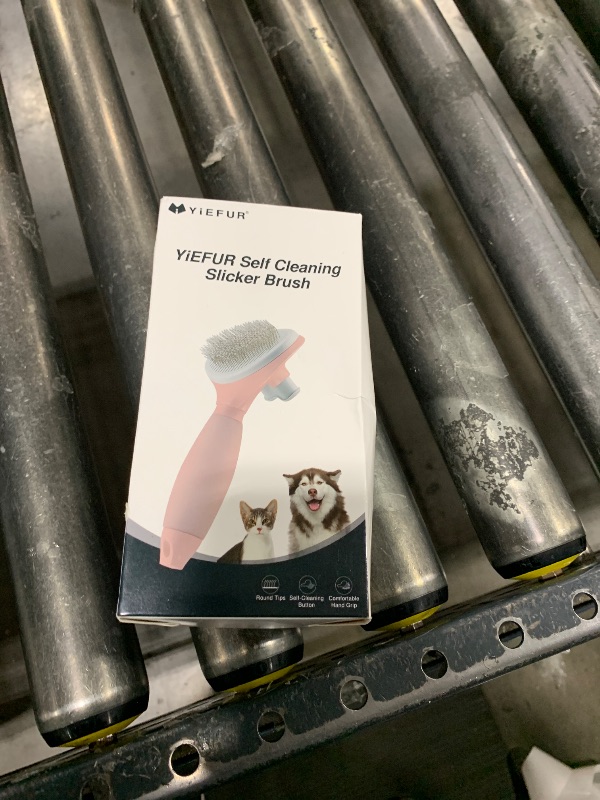 YiEFUR®
YiEFUR Self Cleaning
Slicker Brush
Round Tips
Self-Cleaning
Button
Comfortable
Hand Grip